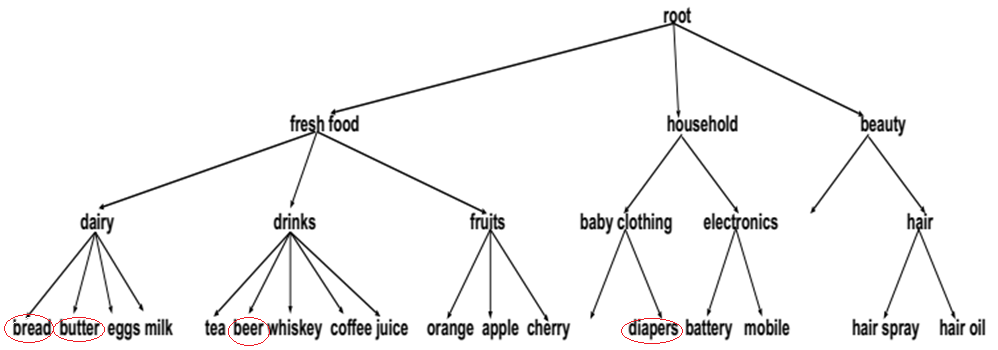 root
fresh food household beauty
dairy drinks fruits baby clothing electronics hair
bread butter eggs milk tea beer whiskey coffee juice orange apple cherry diapers battery mobile hair spray hair oil